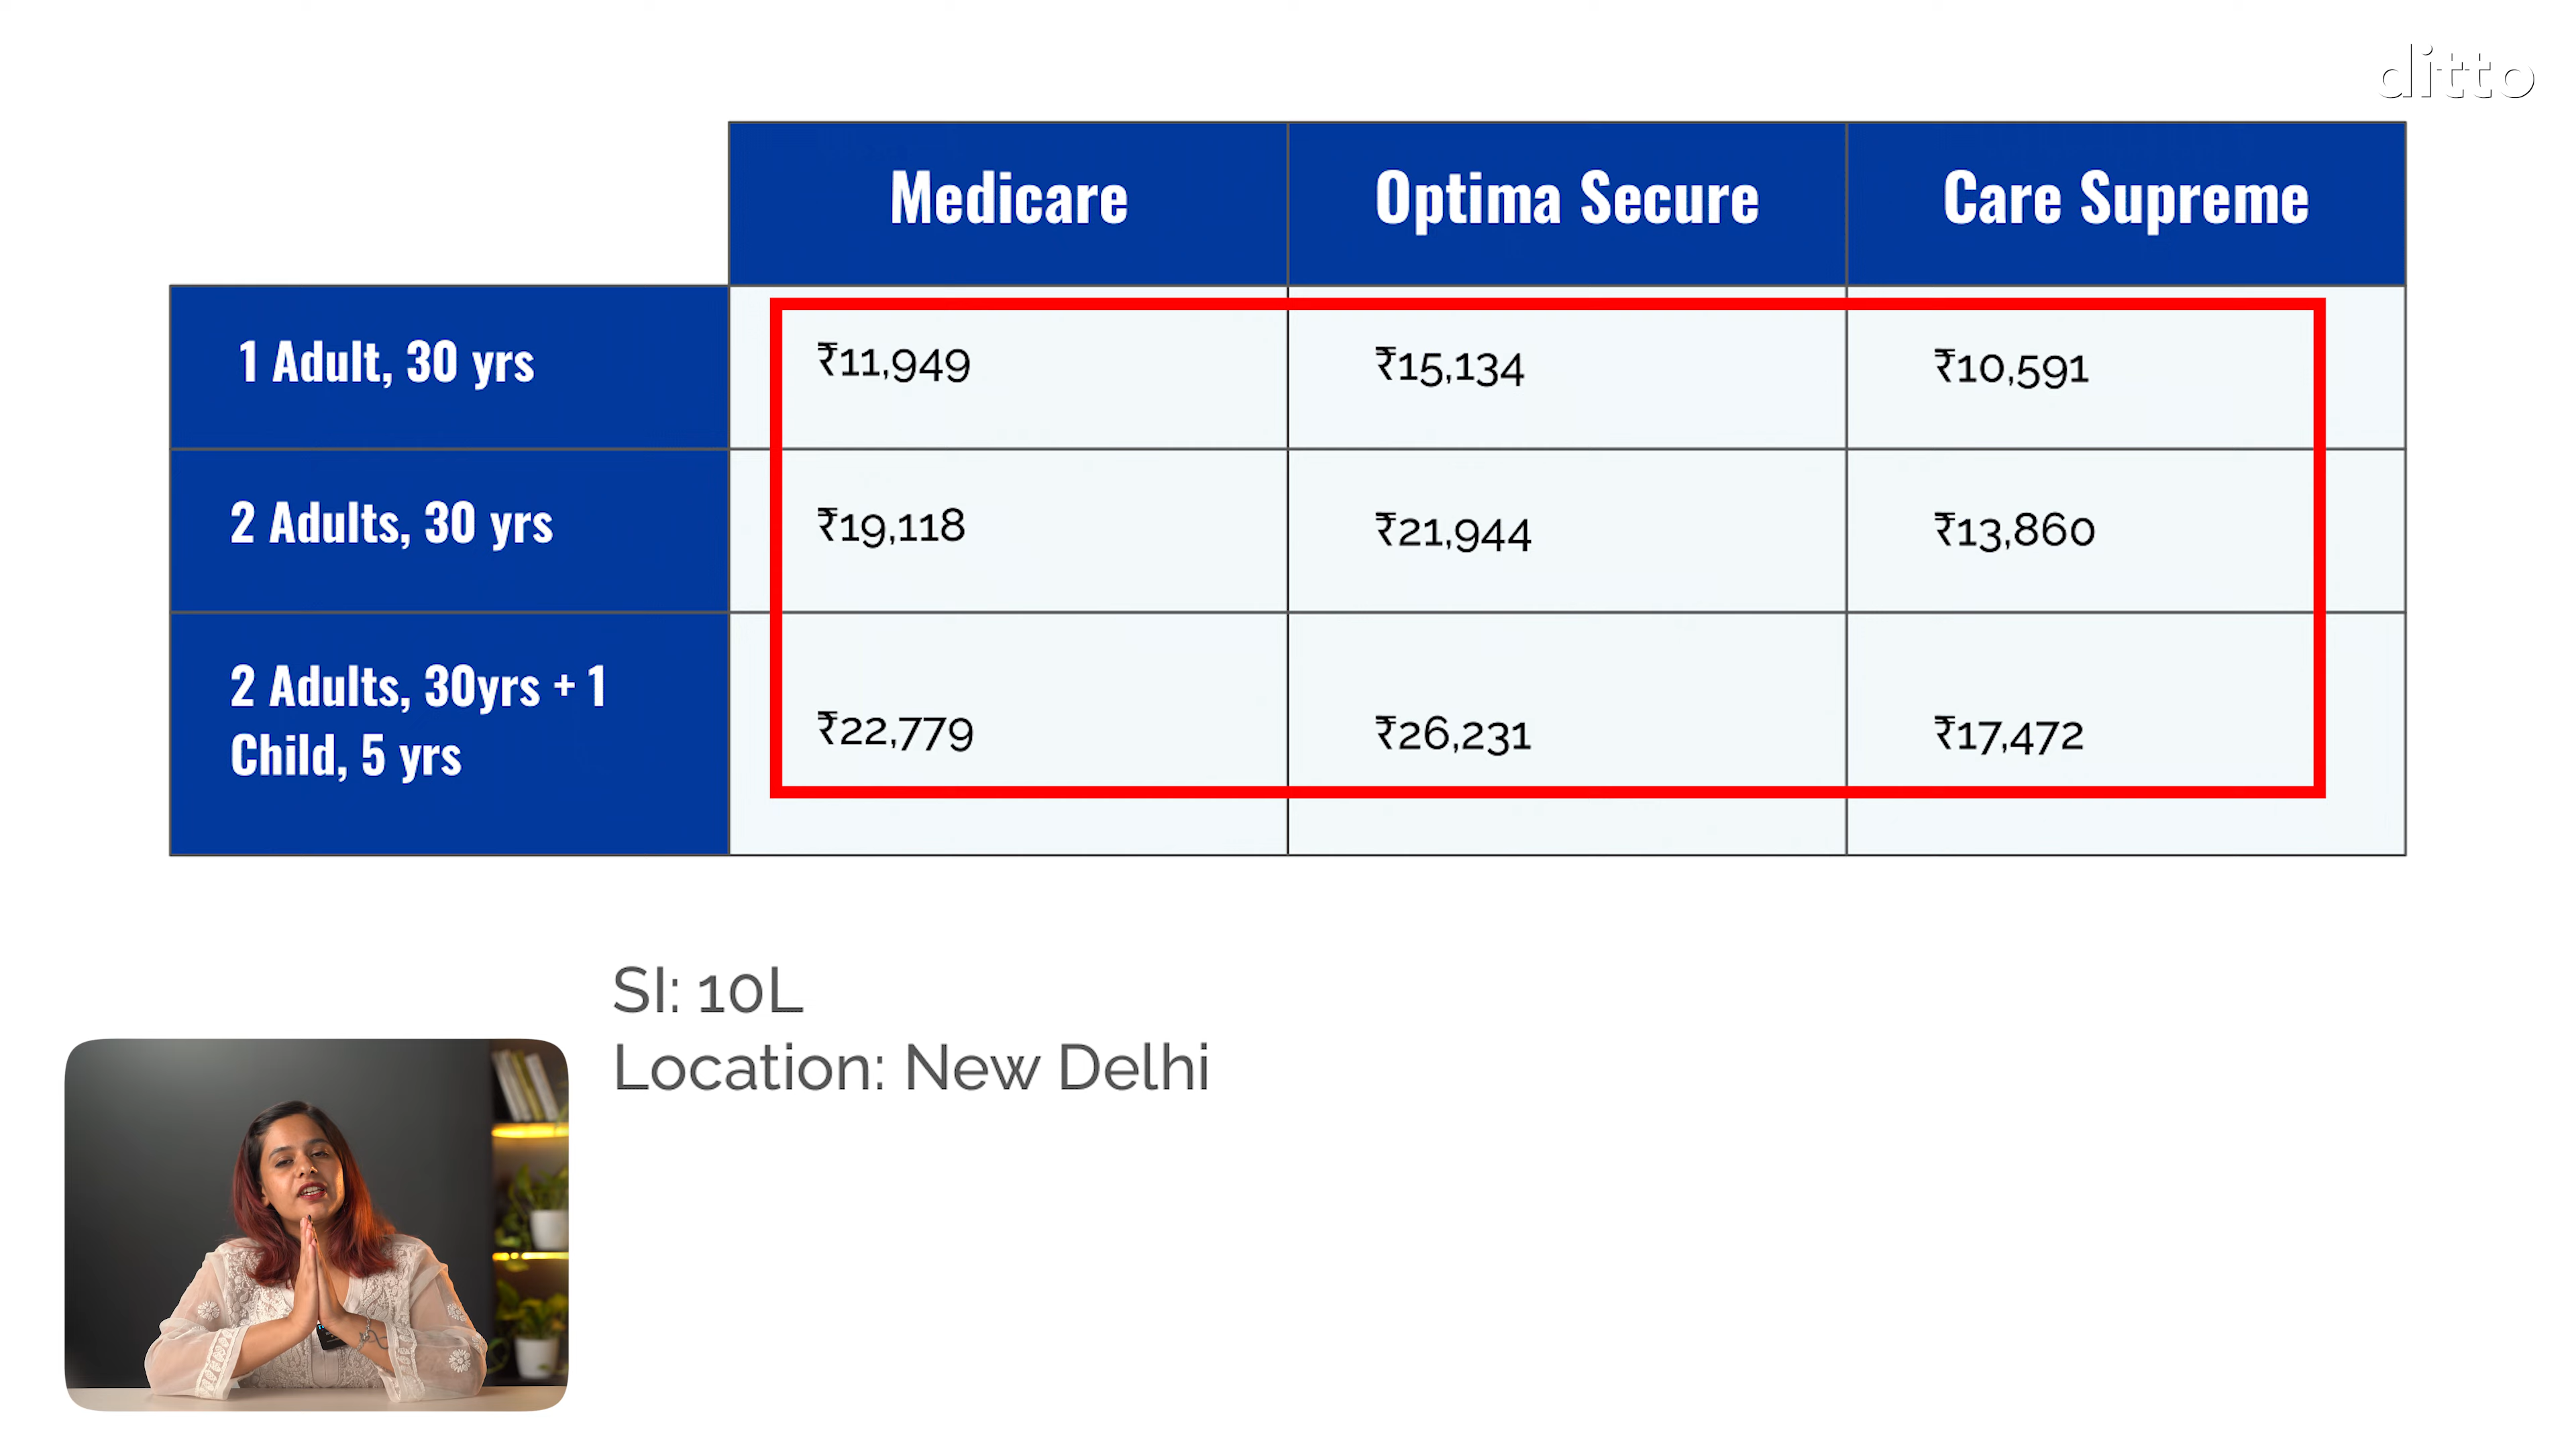 ditto
Medicare Optima Secure Care Supreme
1 Adult, 30 yrs ₹11,949 ₹15,134 ₹10,591
2 Adults, 30 yrs ₹19,118 ₹21,944 ₹13,860
2 Adults, 30yrs + 1
Child, 5 yrs ₹22,779 ₹26,231 ₹17,472
SI: 10L
Location: New Delhi